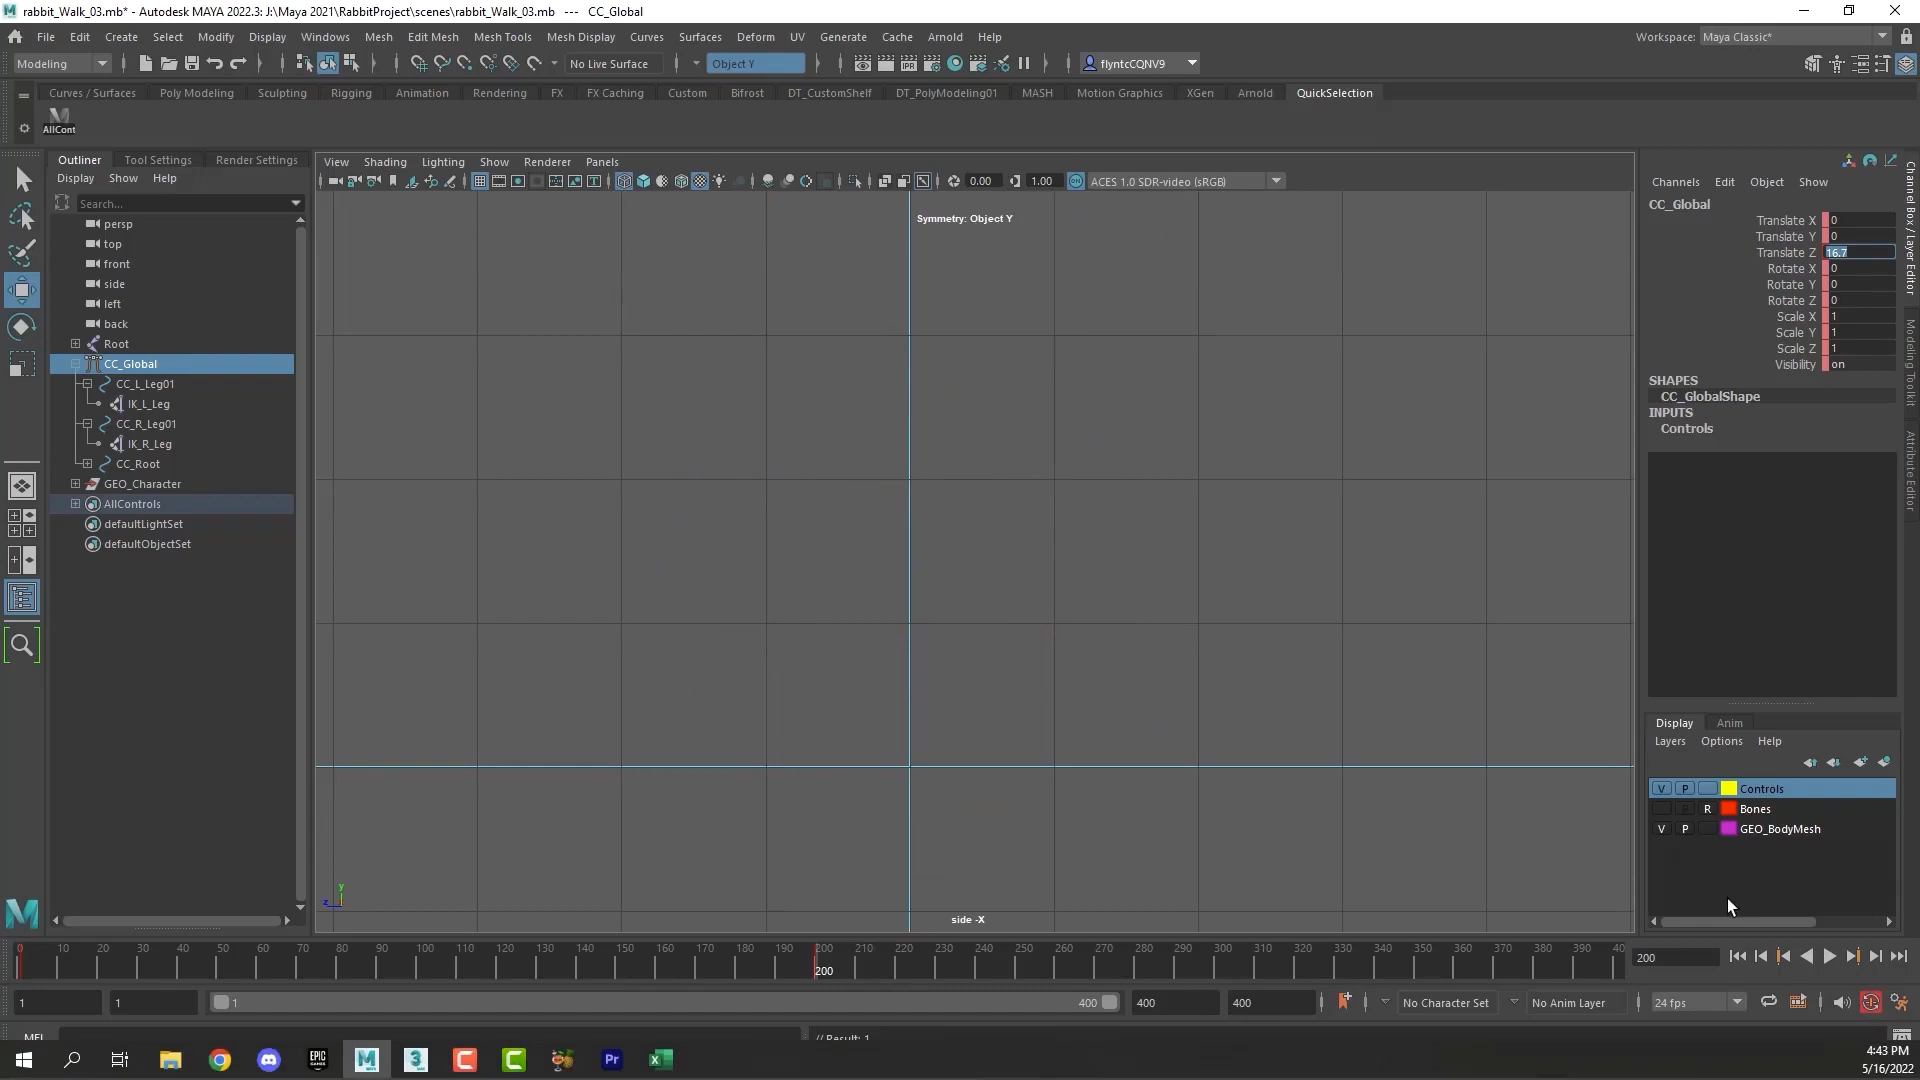 rabbit_Walk_03.mb* - Autodesk MAYA 2022.3: J:\Maya 2021\RabbitProject\scenes\rabbit_Walk_03.mb   ---   CC_Global
File Edit Create Select Modify Display Windows Mesh Edit Mesh Mesh Tools Mesh Display Curves Surfaces Deform UV Generate Cache Arnold Help
Workspace: Maya Classic*
Modeling
No Live Surface
Object Y
flyntcCQNV9
Curves / Surfaces Poly Modeling Sculpting Rigging Animation Rendering FX FX Caching Custom Bifrost DT_CustomShelf DT_PolyModeling01 MASH Motion Graphics XGen Arnold QuickSelection
AllCont
Outliner Tool Settings Render Settings
Display Show Help
Search...
persp
top
front
side
left
back
Root
CC_Global
CC_L_Leg01
IK_L_Leg
CC_R_Leg01
IK_R_Leg
CC_Root
GEO_Character
AllControls
defaultLightSet
defaultObjectSet
View Shading Lighting Show Renderer Panels
0.00 1.00 ACES 1.0 SDR-video (sRGB)
Symmetry: Object Y
y
z
side -X
Channels Edit Object Show
CC_Global
Translate X 0
Translate Y 0
Translate Z 16.7
Rotate X 0
Rotate Y 0
Rotate Z 0
Scale X 1
Scale Y 1
Scale Z 1
Visibility on
SHAPES
CC_GlobalShape
INPUTS
Controls
Channel Box / Layer Editor
Modeling Toolkit
Attribute Editor
Display Anim
Layers Options Help
V P Controls
R Bones
V P GEO_BodyMesh
0 10 20 30 40 50 60 70 80 90 100 110 120 130 140 150 160 170 180 190 200 210 220 230 240 250 260 270 280 290 300 310 320 330 340 350 360 370 380 390 40
200
200
1 1 1 400 400 400 No Character Set No Anim Layer 24 fps
MEL // Result: 1
EPIC
Pr
4:43 PM
5/16/2022